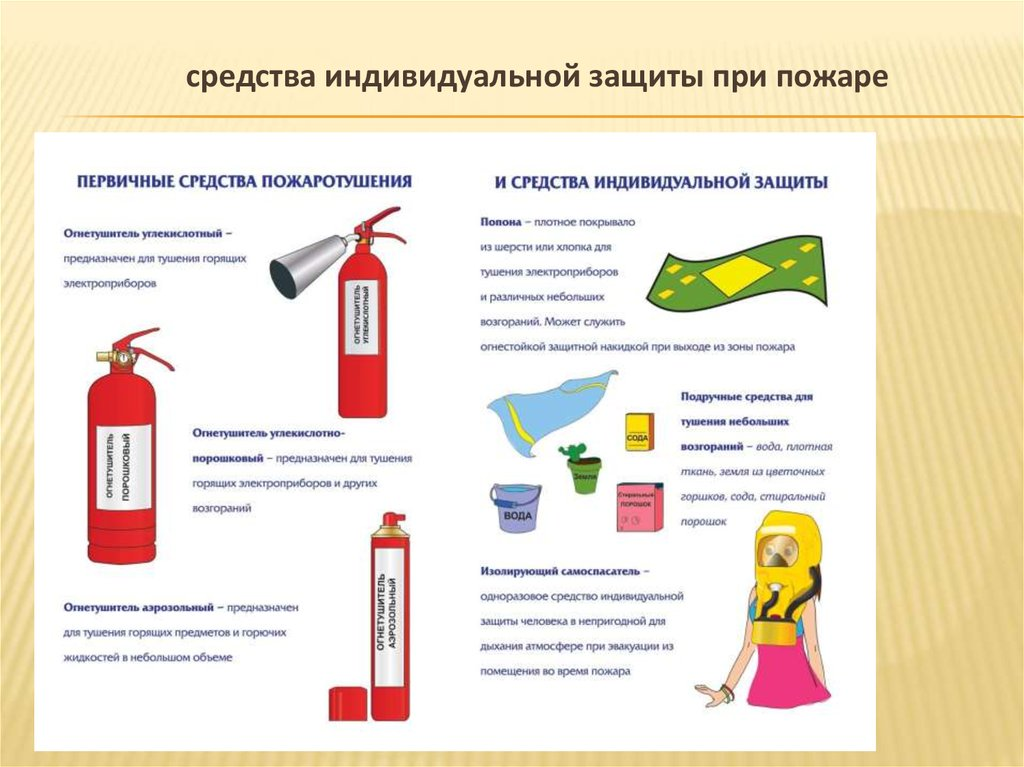 средства индивидуальной защиты при пожаре
ПЕРВИЧНЫЕ СРЕДСТВА ПОЖАРОТУШЕНИЯ
Огнетушитель углекислотный –
предназначен для тушения горящих
электроприборов
ОГНЕТУШИТЕЛЬ
УГЛЕКИСЛОТНЫЙ
ОГНЕТУШИТЕЛЬ
ПОРОШКОВЫЙ
Огнетушитель углекислотно-
порошковый – предназначен для тушения
горящих электроприборов и других
возгораний
Огнетушитель аэрозольный – предназначен
для тушения горящих предметов и горючих
жидкостей в небольшом объеме
ОГНЕТУШИТЕЛЬ
АЭРОЗОЛЬНЫЙ
И СРЕДСТВА ИНДИВИДУАЛЬНОЙ ЗАЩИТЫ
Попона – плотное покрывало
из шерсти или хлопка для
тушения электроприборов
и различных небольших
возгораний. Может служить
огнестойкой защитной накидкой при выходе из зоны пожара
Подручные средства для
тушения небольших
возгораний – вода, плотная
ткань, земля из цветочных
горшков, сода, стиральный
порошок
СОДА
Земля
ВОДА
Стиральный
ПОРОШОК
Изолирующий самоспасатель –
одноразовое средство индивидуальной
защиты человека в непригодной для
дыхания атмосфере при эвакуации из
помещения во время пожара